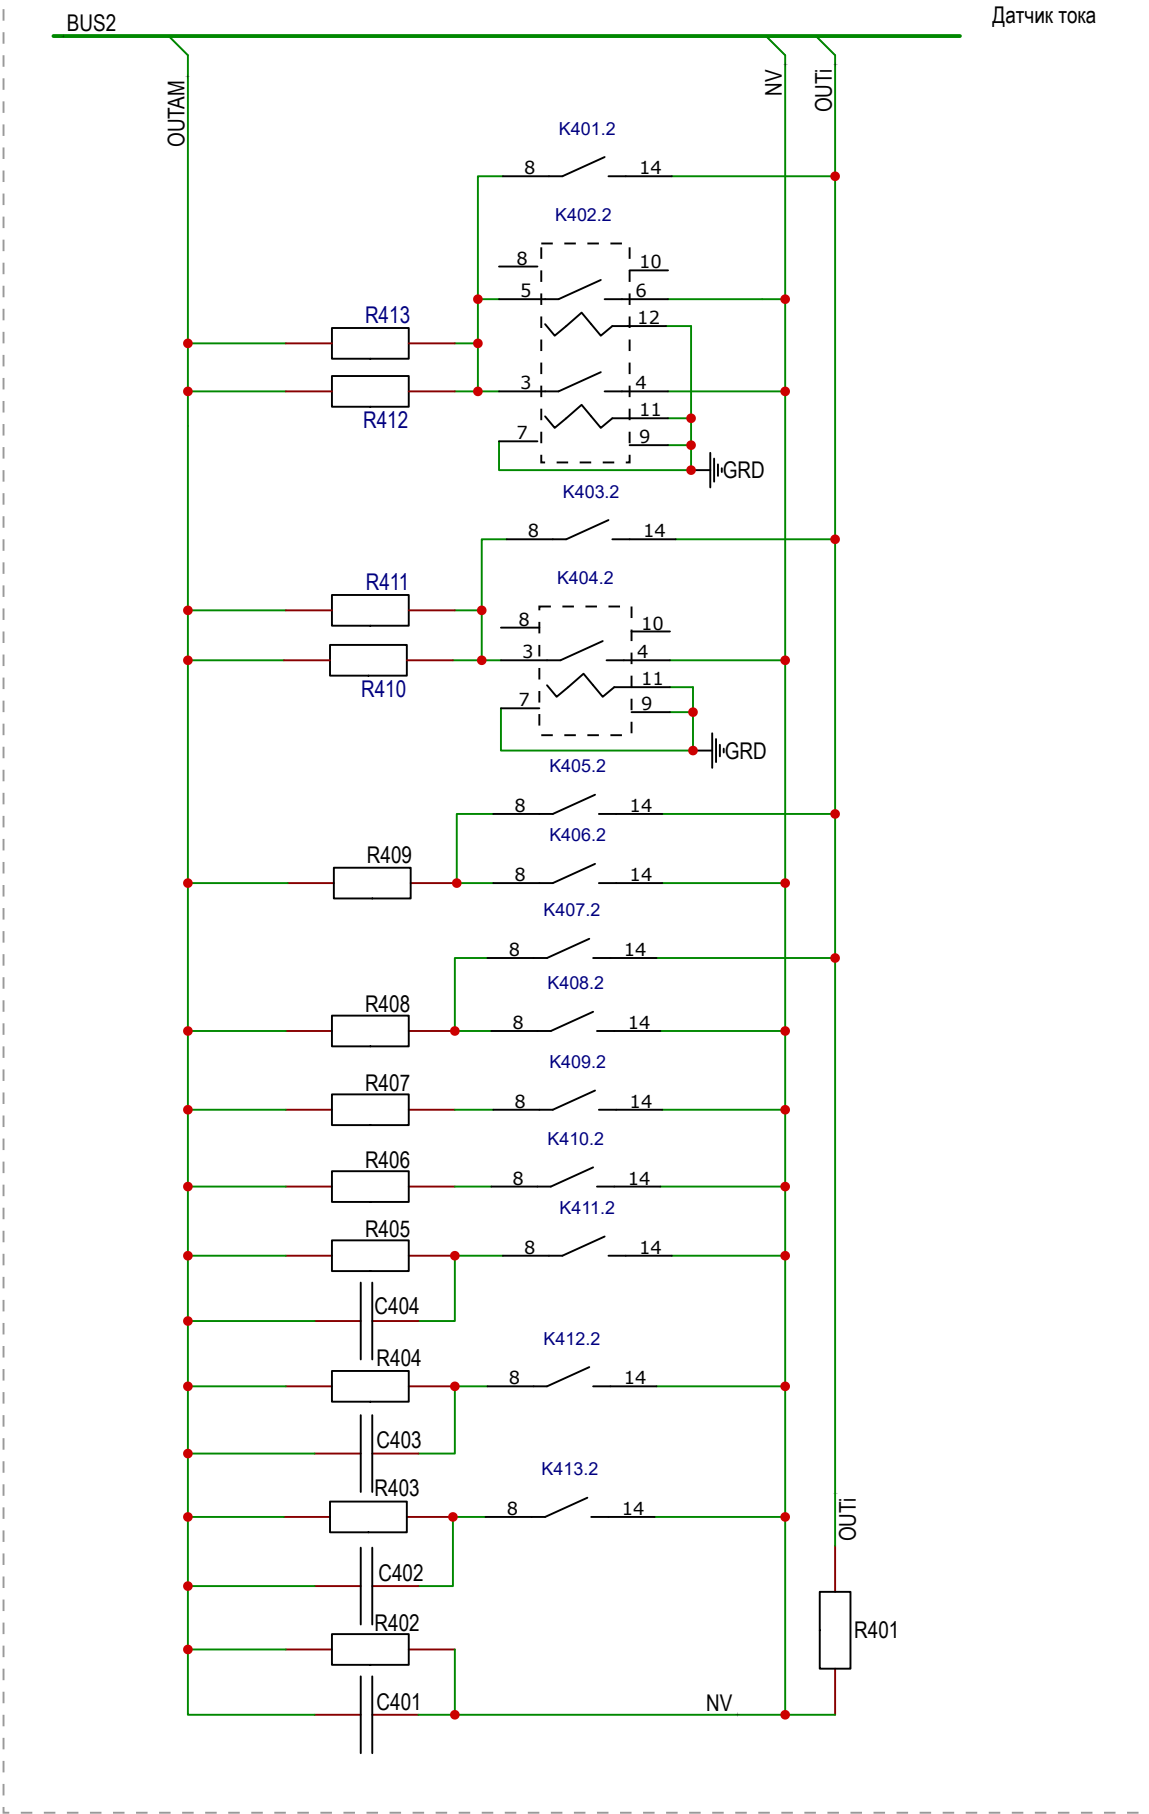 Датчик тока
BUS2
OUTAM
NV
OUTi
K401.2
8 14
K402.2
8 10
5 6
12
R413
R412
3 4
11
7 9
GRD
K403.2
8 14
K404.2
R411
8 10
3 4
R410
11
7 9
GRD
K405.2
8 14
K406.2
R409
8 14
K407.2
8 14
K408.2
R408
8 14
K409.2
R407
8 14
K410.2
R406
8 14
K411.2
R405
8 14
C404
K412.2
R404
8 14
C403
K413.2
R403
8 14
OUTi
C402
R402
R401
C401
NV